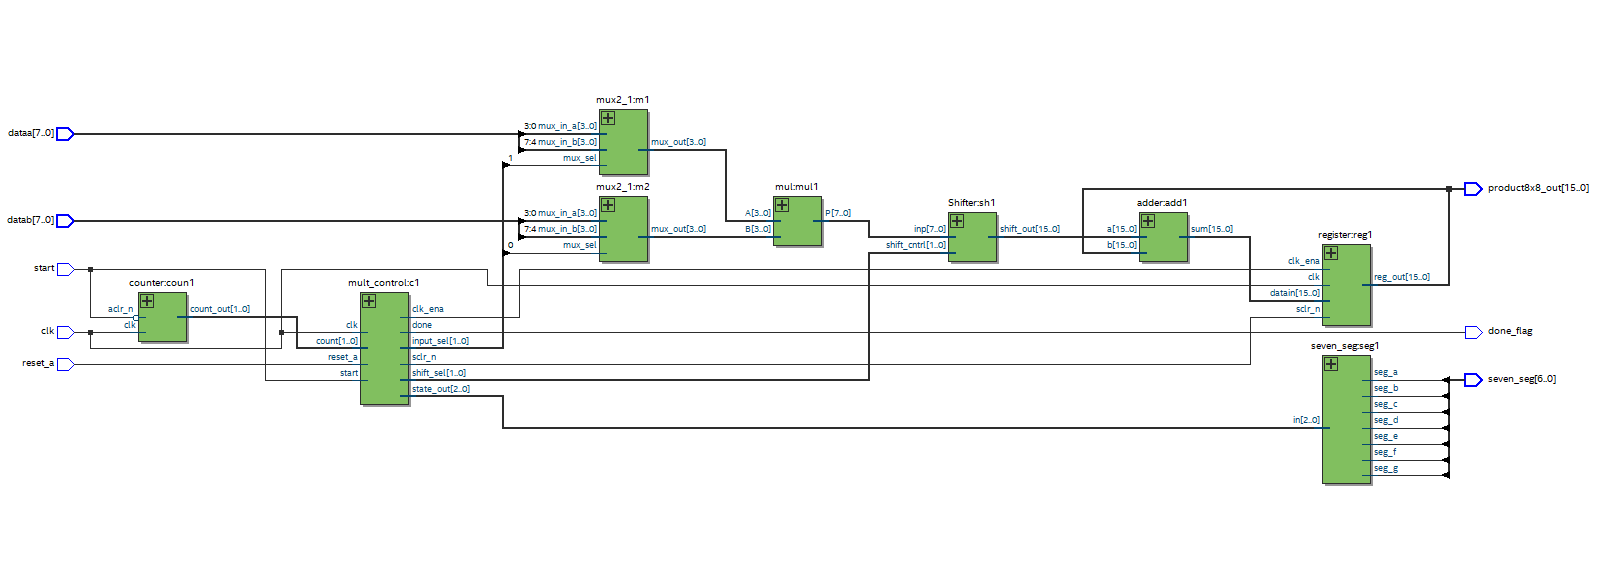 mux2_1:m1
dataa[7..0]
3:0 mux_in_a[3..0]
7:4 mux_in_b[3..0]
mux_out[3..0]
1
mux_sel
mux2_1:m2
mul:mul1
product8x8_out[15..0]
Shifter:sh1
adder:add1
datab[7..0]
3:0 mux_in_a[3..0]
A[3..0]
P[7..0]
7:4 mux_in_b[3..0]
mux_out[3..0]
B[3..0]
inp[7..0]
shift_out[15..0]
a[15..0]
sum[15..0]
register:reg1
0
mux_sel
shift_cntrl[1..0]
b[15..0]
clk_ena
start
clk
reg_out[15..0]
counter:coun1
mult_control:c1
datain[15..0]
aclr_n
count_out[1..0]
clk_ena
sclr_n
clk
clk
clk
done
done_flag
count[1..0]
input_sel[1..0]
seven_seg:seg1
reset_a
reset_a
sclr_n
start
shift_sel[1..0]
seg_a
seven_seg[6..0]
state_out[2..0]
seg_b
seg_c
in[2..0]
seg_d
seg_e
seg_f
seg_g